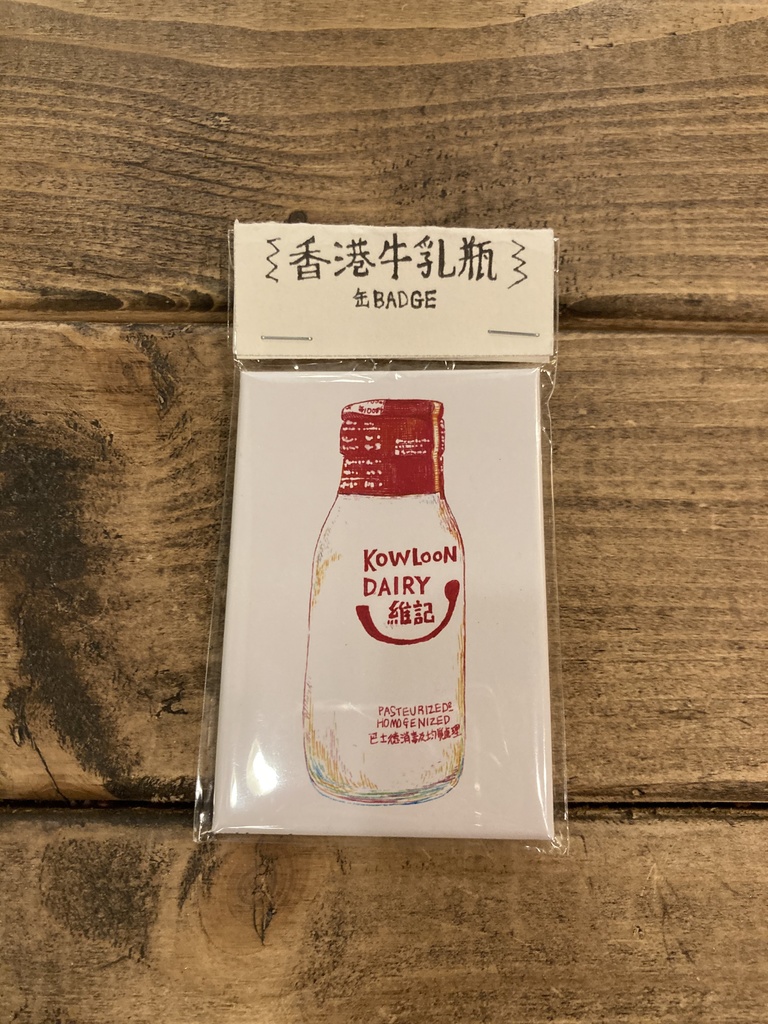 香港牛乳瓶
缶BADGE
KOWLOON
DAIRY
維記
PASTEURIZED&
HOMOGENIZED
巴士德消毒及均質處理